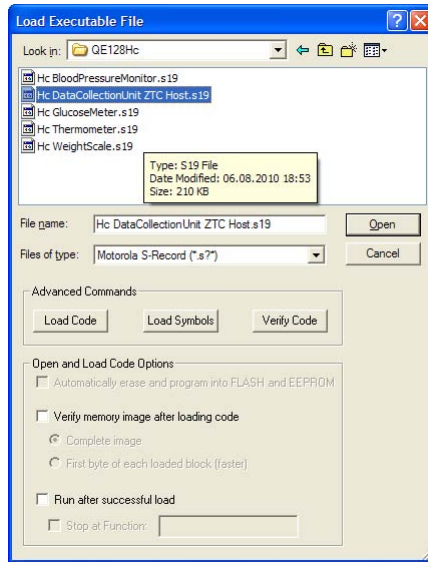 Load Executable File
Look in: QE128Hc
Hc BloodPressureMonitor.s19
Hc DataCollectionUnit ZTC Host.s19
Hc GlucoseMeter.s19
Hc Thermometer.s19
Hc WeightScale.s19
Type: S19 File
Date Modified: 06.08.2010 18:53
Size: 210 KB
File name: Hc DataCollectionUnit ZTC Host.s19 Open
Files of type: Motorola S-Record (*.s?*) Cancel
Advanced Commands
Load Code Load Symbols Verify Code
Open and Load Code Options
Automatically erase and program into FLASH and EEPROM
Verify memory image after loading code
Complete image
First byte of each loaded block (faster)
Run after successful load
Stop at Function: